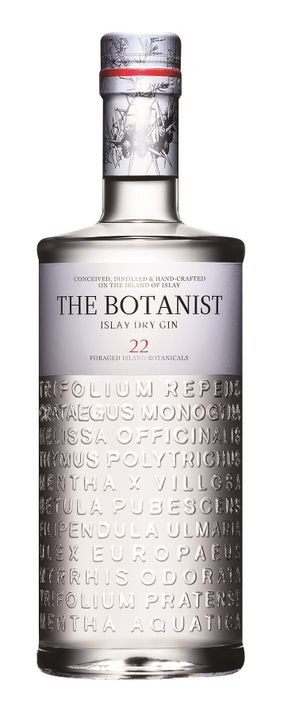 CONCEIVED, DISTILLED & HAND-CRAFTED
ON THE ISLAND OF ISLAY
THE BOTANIST
ISLAY DRY GIN
22
FORAGED ISLAND BOTANICALS
TRIFOLIUM REPENS
CRATAEGUS MONOGYNA
MELISSA OFFICINALIS
THYMUS POLYTRICHUS
MENTHA X VILLOSA
BETULA PUBESCENS
FILIPENDULA ULMARIA
ULEX EUROPAEUS
MYRRHIS ODORATA
TRIFOLIUM PRATENSE
MENTHA AQUATICA